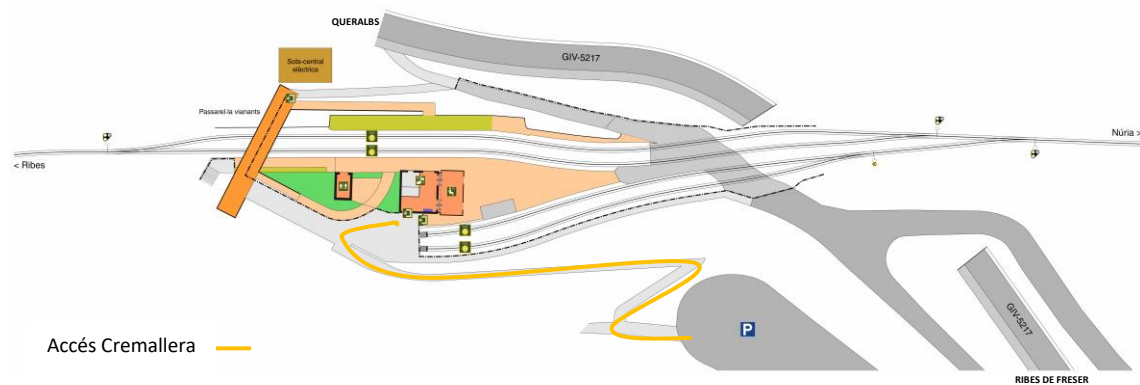 QUERALBS
GIV-5217
Sots-central
elèctrica
Passarel·la vianants
Núria >
< Ribes
P
GIV-5217
Accés Cremallera
RIBES DE FRESER